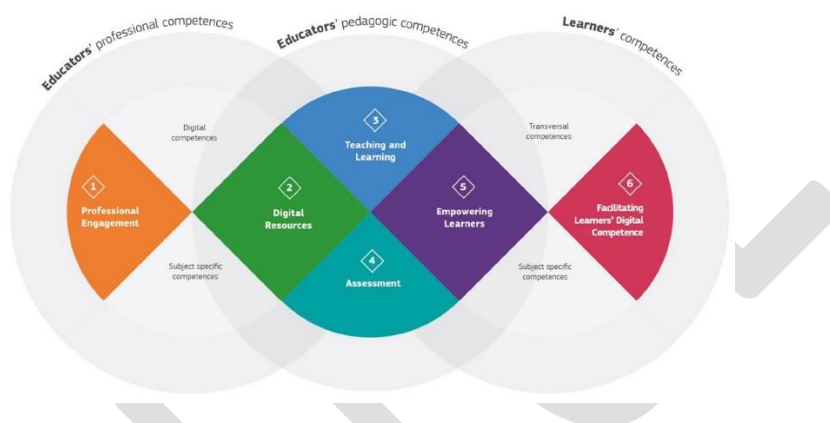 Educators' professional competences
Educators' pedagogic competences
Learners' competences
Digital
competences
Transversal
competences
1
Professional
Engagement
2
Digital
Resources
3
Teaching and
Learning
4
Assessment
5
Empowering
Learners
6
Facilitating
Learners' Digital
Competence
Subject specific
competences
Subject specific
competences